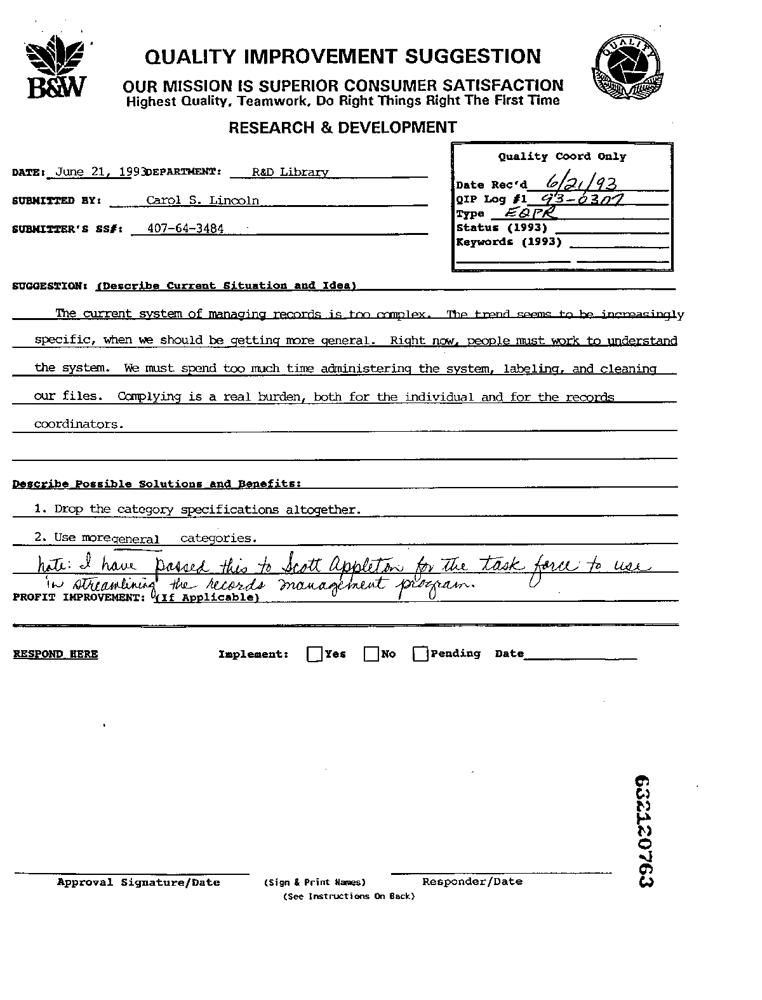 B&W
QUALITY IMPROVEMENT SUGGESTION
QUALITY
OUR MISSION IS SUPERIOR CONSUMER SATISFACTION
Highest Quality, Teamwork, Do Right Things Right The First Time
RESEARCH & DEVELOPMENT
Quality Coord Only
DATE: June 21, 1993 DEPARTMENT: R&D Library
Date Rec'd 6/21/93
SUBMITTED BY: Carol S. Lincoln
QIP Log #1 93-0307
Type EQPR
SUBMITTER'S SS#: 407-64-3484
Status (1993)
Keywords (1993)
SUGGESTION: (Describe Current Situation and Idea)
The current system of managing records is too complex. The trend seems to be increasingly
specific, when we should be getting more general. Right now, people must work to understand
the system. We must spend too much time administering the system, labeling, and cleaning
our files. Complying is a real burden, both for the individual and for the records
coordinators.
Describe Possible Solutions and Benefits:
1. Drop the category specifications altogether.
2. Use more general categories.
note: I have passed this to Scott Appleton for the task force to use
in streamlining the records management program.
PROFIT IMPROVEMENT: (If Applicable)
RESPOND HERE Implement: Yes No Pending Date
632120763
Approval Signature/Date (Sign & Print Names) Responder/Date
(See Instructions On Back)